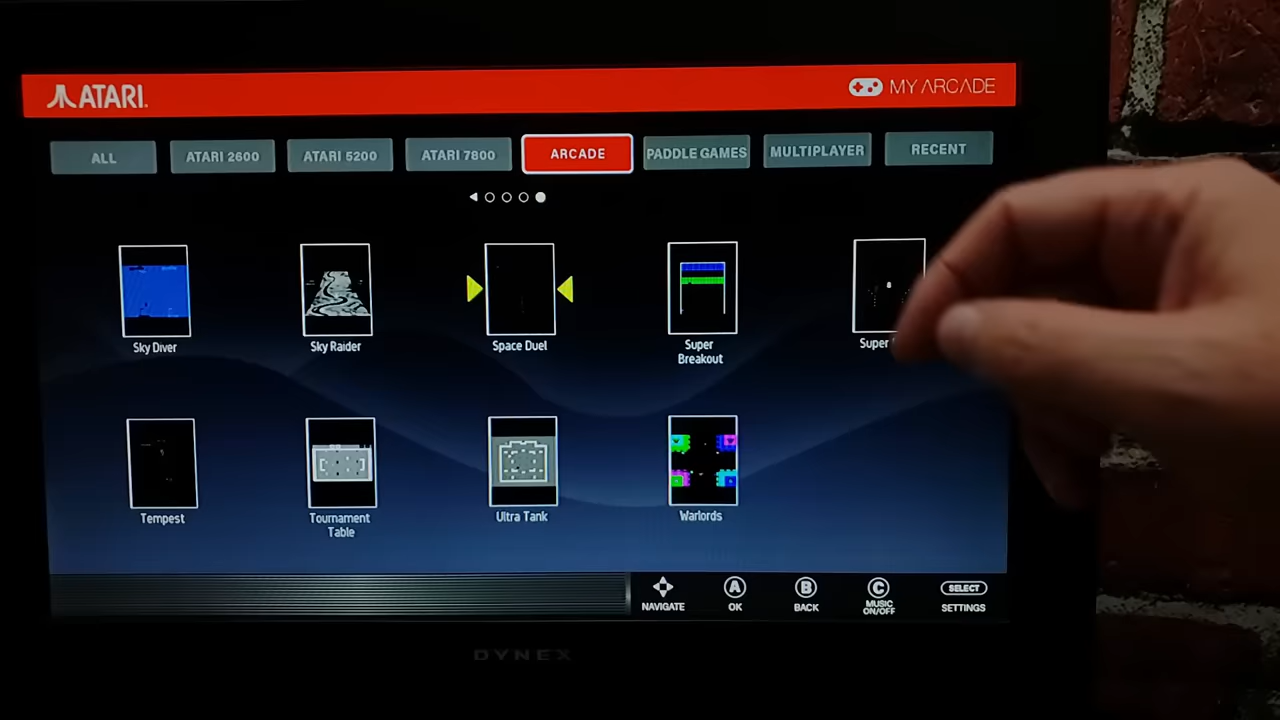 ATARI
MY ARCADE
ALL
ATARI 2600
ATARI 5200
ATARI 7800
ARCADE
PADDLE GAMES
MULTIPLAYER
RECENT
Sky Diver
Sky Raider
Space Duel
Super
Breakout
Super
Tempest
Tournament
Table
Ultra Tank
Warlords
NAVIGATE
A
OK
B
BACK
C
MUSIC
ON/OFF
SELECT
SETTINGS
DYNEX